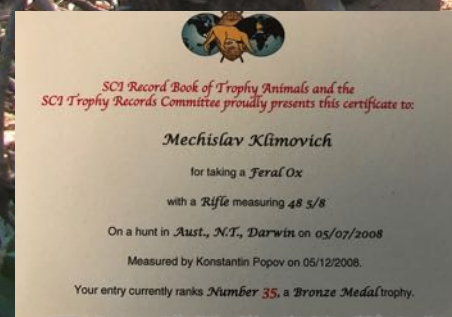 SCI Record Book of Trophy Animals and the
SCI Trophy Records Committee proudly presents this certificate to:
Mechislav Klimovich
for taking a Feral Ox
with a Rifle measuring 48 5/8
On a hunt in Aust., N.T., Darwin on 05/07/2008
Measured by Konstantin Popov on 05/12/2008.
Your entry currently ranks Number 35, a Bronze Medal trophy.